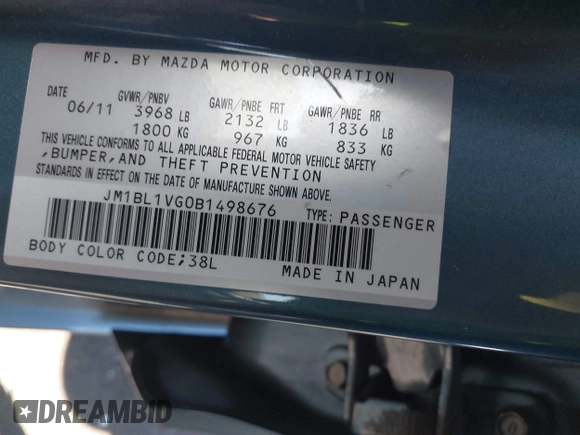 MFD. BY MAZDA MOTOR CORPORATION
DATE GVWR/PNBV GAWR/PNBE FRT GAWR/PNBE RR
06/11 3968 LB 2132 LB 1836 LB
1800 KG 967 KG 833 KG
THIS VEHICLE CONFORMS TO ALL APPLICABLE FEDERAL MOTOR VEHICLE SAFETY
,BUMPER,AND THEFT PREVENTION
STANDARDS IN EFFECT ON THE DATE OF MANUFACTURE SHOWN ABOVE.
JM1BL1VG0B1498676 TYPE: PASSENGER
BODY COLOR CODE;38L MADE IN JAPAN
DREAMBID